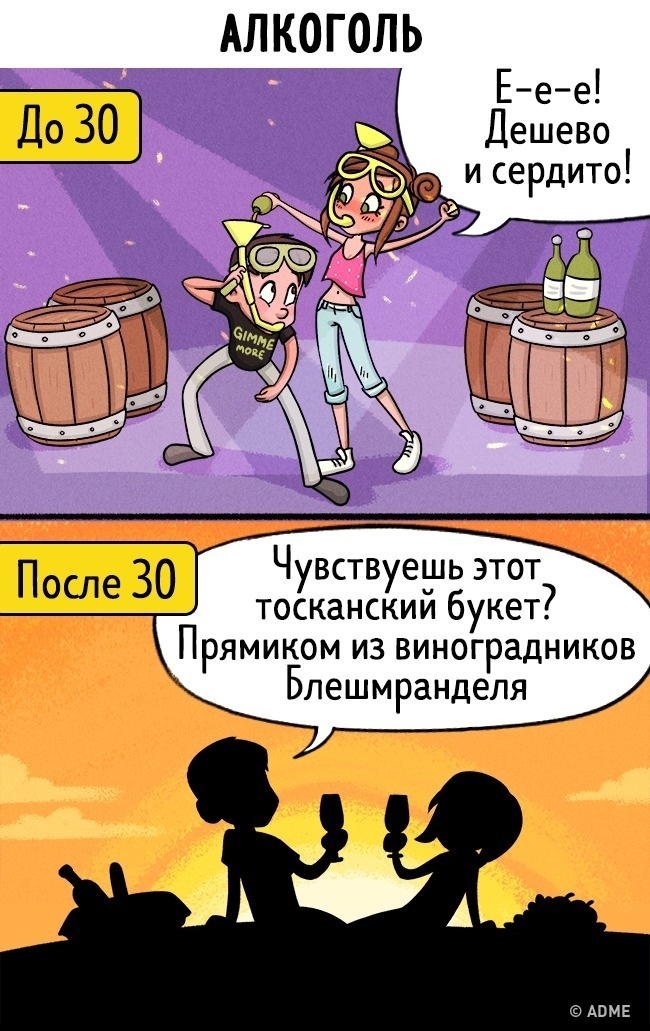 АЛКОГОЛЬ
До 30
Е-е-е!
Дешево
и сердито!
GIMME
MORE
После 30
Чувствуешь этот
тосканский букет?
Прямиком из виноградников
Блешмранделя
© ADME